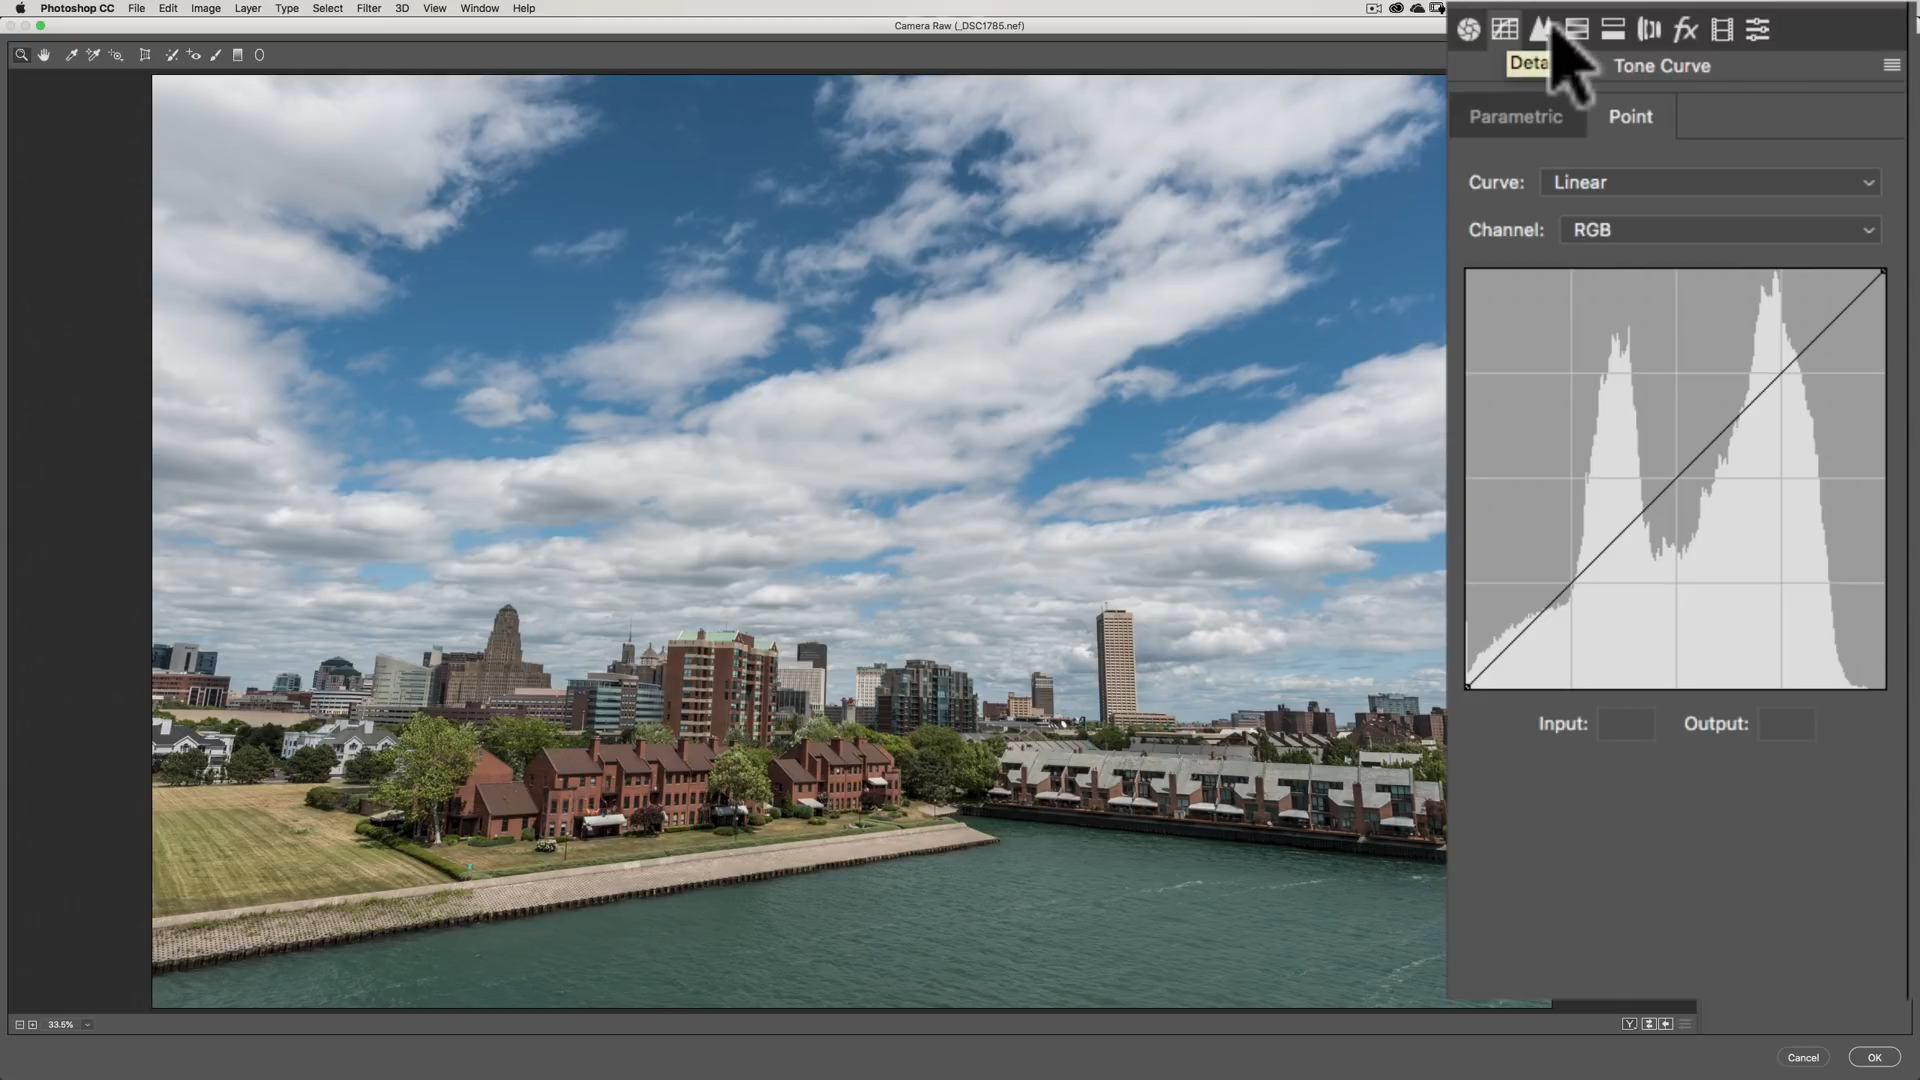 Photoshop CC File Edit Image Layer Type Select Filter 3D View Window Help
Camera Raw (_DSC1785.nef)
fx
Tone Curve
Parametric Point
Curve: Linear
Channel: RGB
Input: Output:
33.5%
Y
Cancel OK